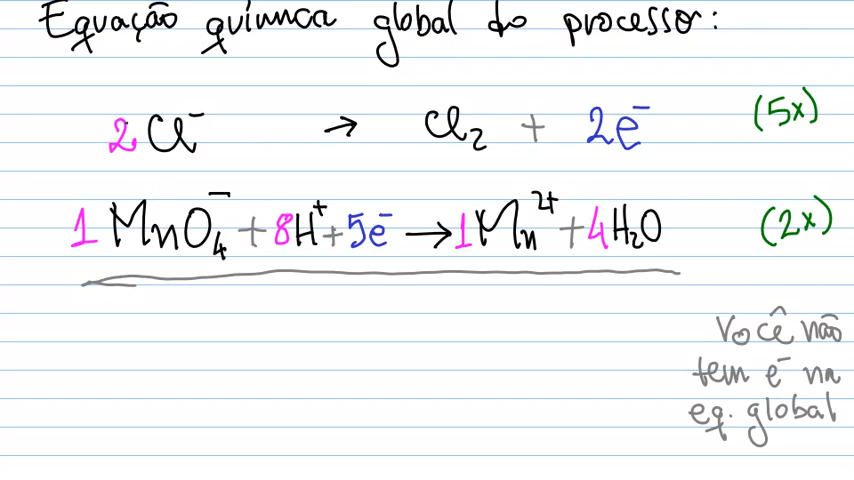 Equação química global do processo:
2Cl⁻ → Cl₂ + 2e⁻ (5x)
1MnO₄⁻ + 8H⁺ + 5e⁻ → 1Mn²⁺ + 4H₂O (2x)
Você não
tem e⁻ na
eq. global